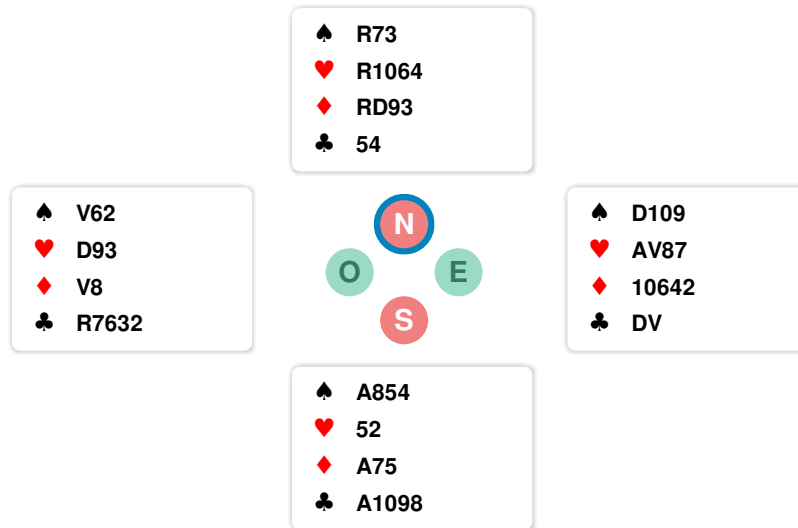 ♠ R73
♥ R1064
♦ RD93
♣ 54
♠ V62
♥ D93
♦ V8
♣ R7632
N
O E
S
♠ D109
♥ AV87
♦ 10642
♣ DV
♠ A854
♥ 52
♦ A75
♣ A1098